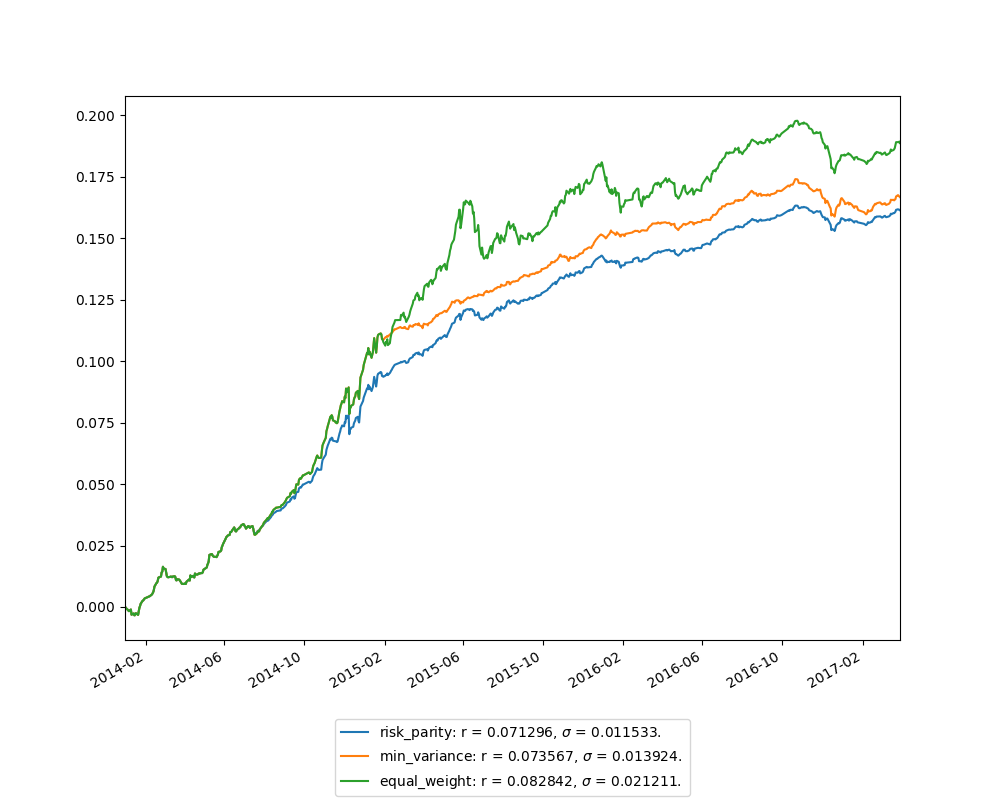 0.200
0.175
0.150
0.125
0.100
0.075
0.050
0.025
0.000
2014-02 2014-06 2014-10 2015-02 2015-06 2015-10 2016-02 2016-06 2016-10 2017-02
risk_parity: r = 0.071296, σ = 0.011533.
min_variance: r = 0.073567, σ = 0.013924.
equal_weight: r = 0.082842, σ = 0.021211.